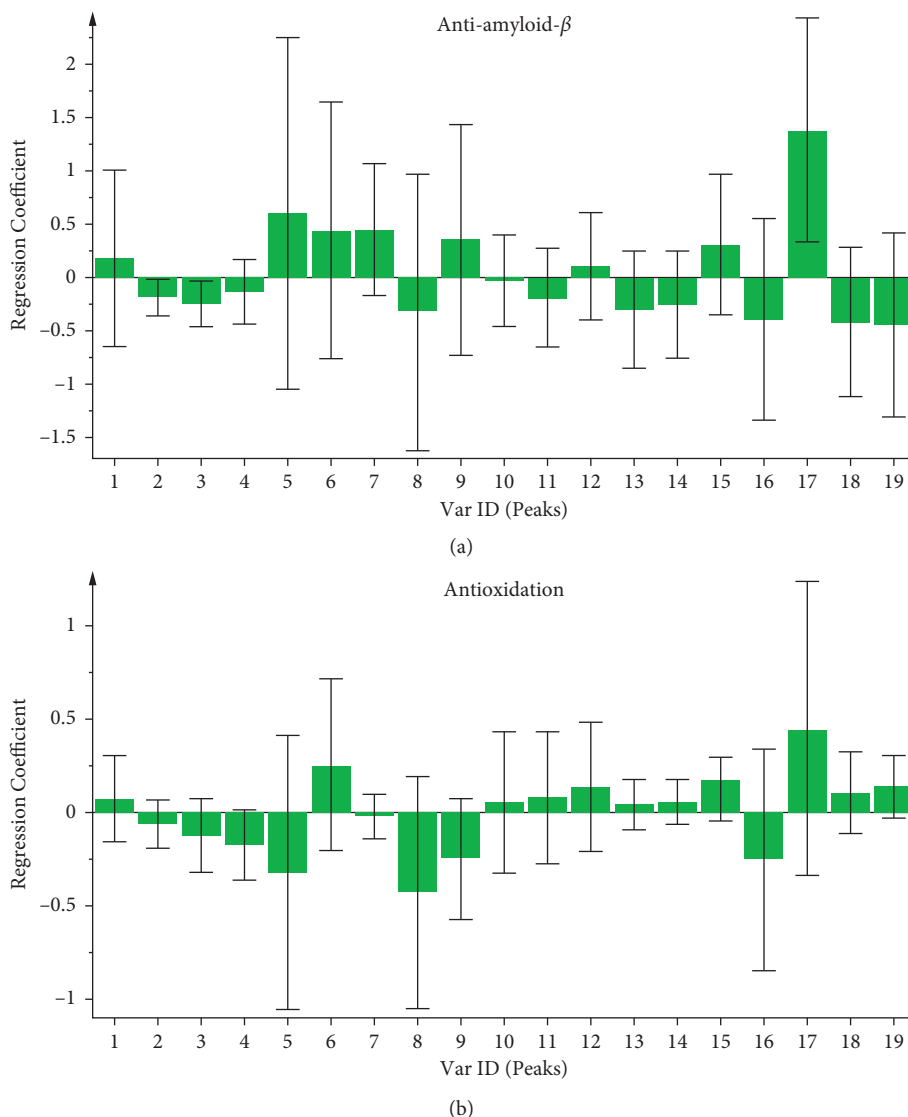 Anti-amyloid-β
Regression Coefficient
2
1.5
1
0.5
0
−0.5
−1
−1.5
1 2 3 4 5 6 7 8 9 10 11 12 13 14 15 16 17 18 19
Var ID (Peaks)
(a)
Antioxidation
Regression Coefficient
1
0.5
0
−0.5
−1
1 2 3 4 5 6 7 8 9 10 11 12 13 14 15 16 17 18 19
Var ID (Peaks)
(b)